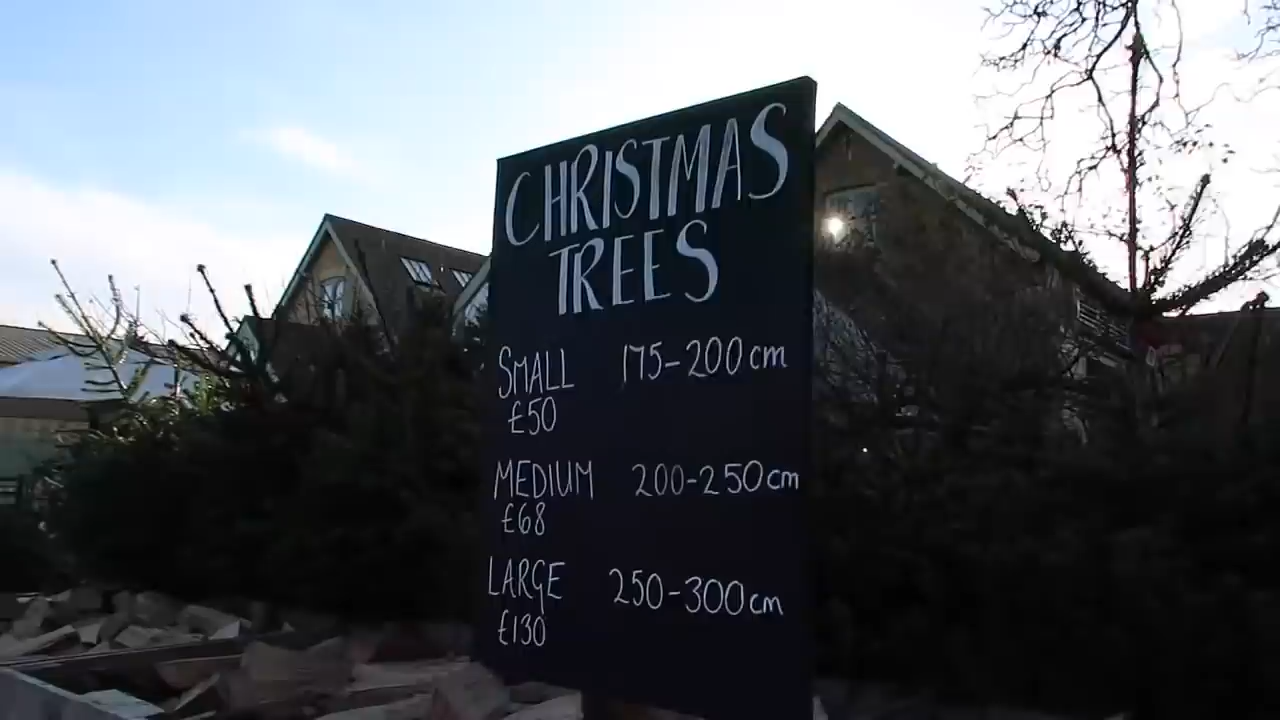 CHRISTMAS
TREES
SMALL 175-200cm
£50
MEDIUM 200-250cm
£68
LARGE 250-300cm
£130